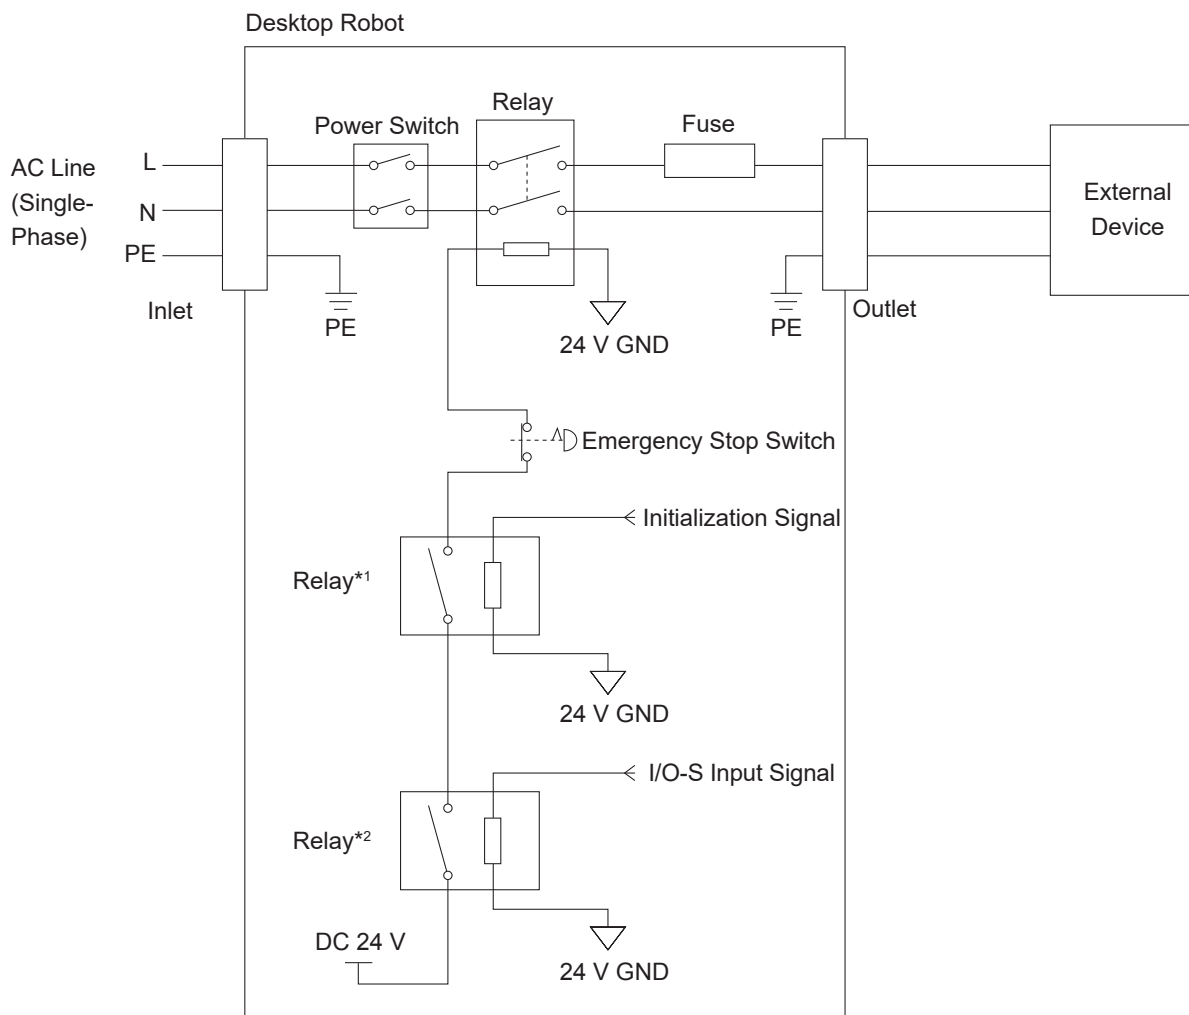 Desktop Robot
Relay
Power Switch
Fuse
AC Line
(Single-
Phase)
L
N
PE
External
Device
Inlet
PE
24 V GND
PE
Outlet
Emergency Stop Switch
Initialization Signal
Relay*1
24 V GND
I/O-S Input Signal
Relay*2
DC 24 V
24 V GND